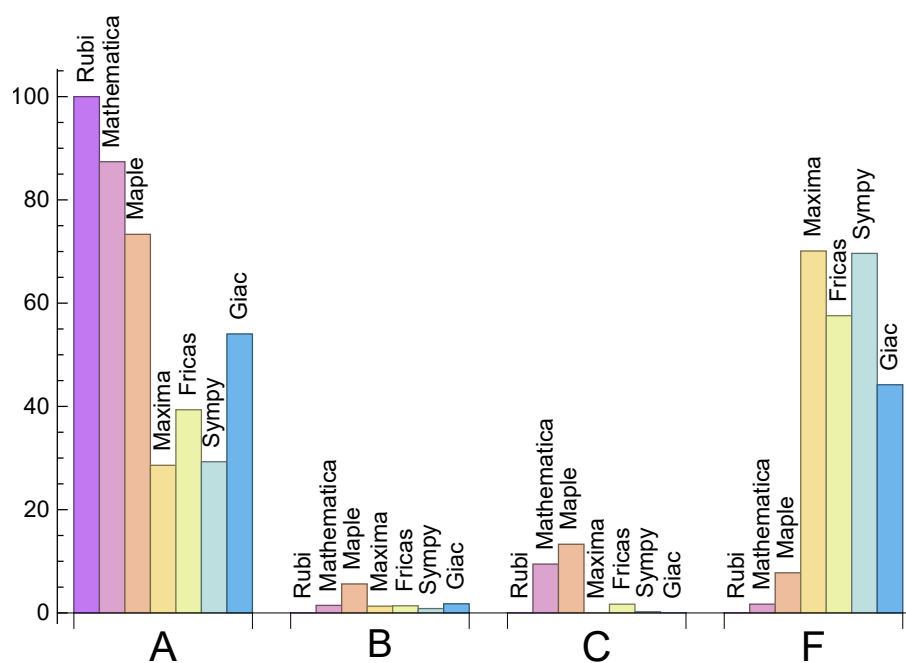 100
80
60
40
20
0
Rubi
Mathematica
Maple
Maxima
Fricas
Sympy
Giac
Rubi
Mathematica
Maple
Maxima
Fricas
Sympy
Giac
Rubi
Mathematica
Maple
Maxima
Fricas
Sympy
Giac
Rubi
Mathematica
Maple
Maxima
Fricas
Sympy
Giac
A
B
C
F